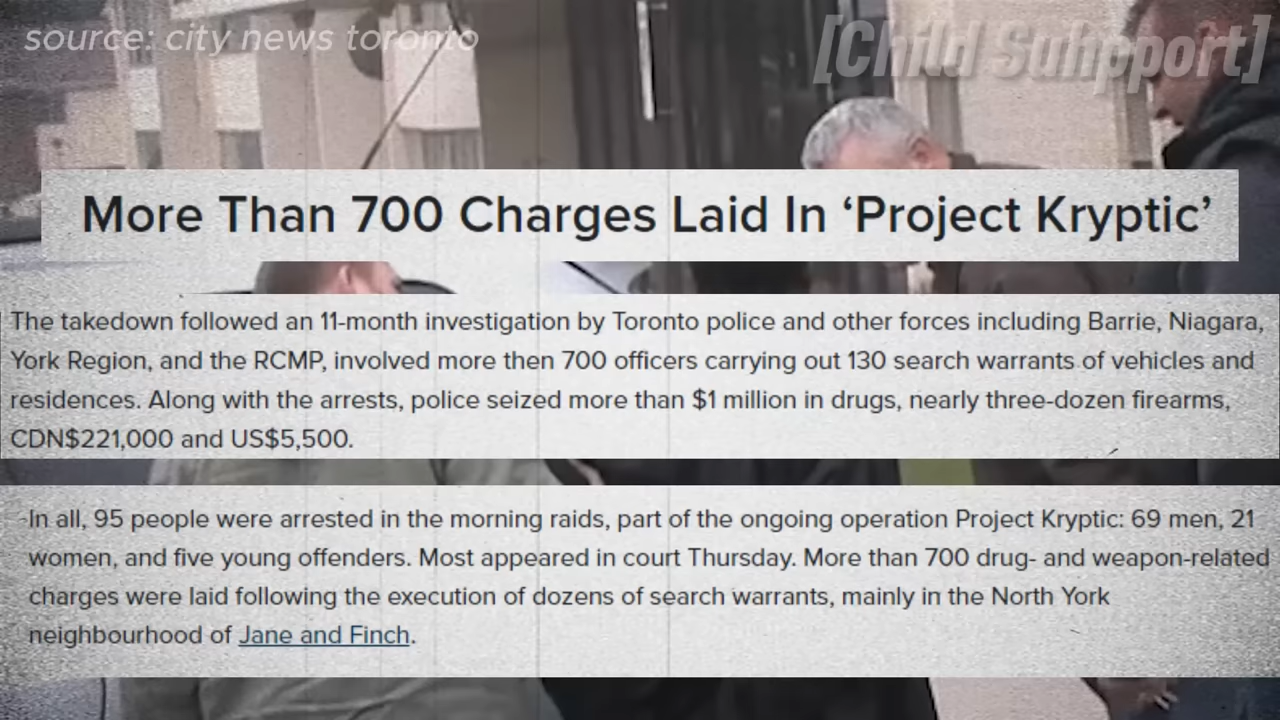 source: city news toronto
[Child Suhpport]
More Than 700 Charges Laid In ‘Project Kryptic’
The takedown followed an 11-month investigation by Toronto police and other forces including Barrie, Niagara,
York Region, and the RCMP, involved more then 700 officers carrying out 130 search warrants of vehicles and
residences. Along with the arrests, police seized more than $1 million in drugs, nearly three-dozen firearms,
CDN$221,000 and US$5,500.
In all, 95 people were arrested in the morning raids, part of the ongoing operation Project Kryptic: 69 men, 21
women, and five young offenders. Most appeared in court Thursday. More than 700 drug- and weapon-related
charges were laid following the execution of dozens of search warrants, mainly in the North York
neighbourhood of Jane and Finch.